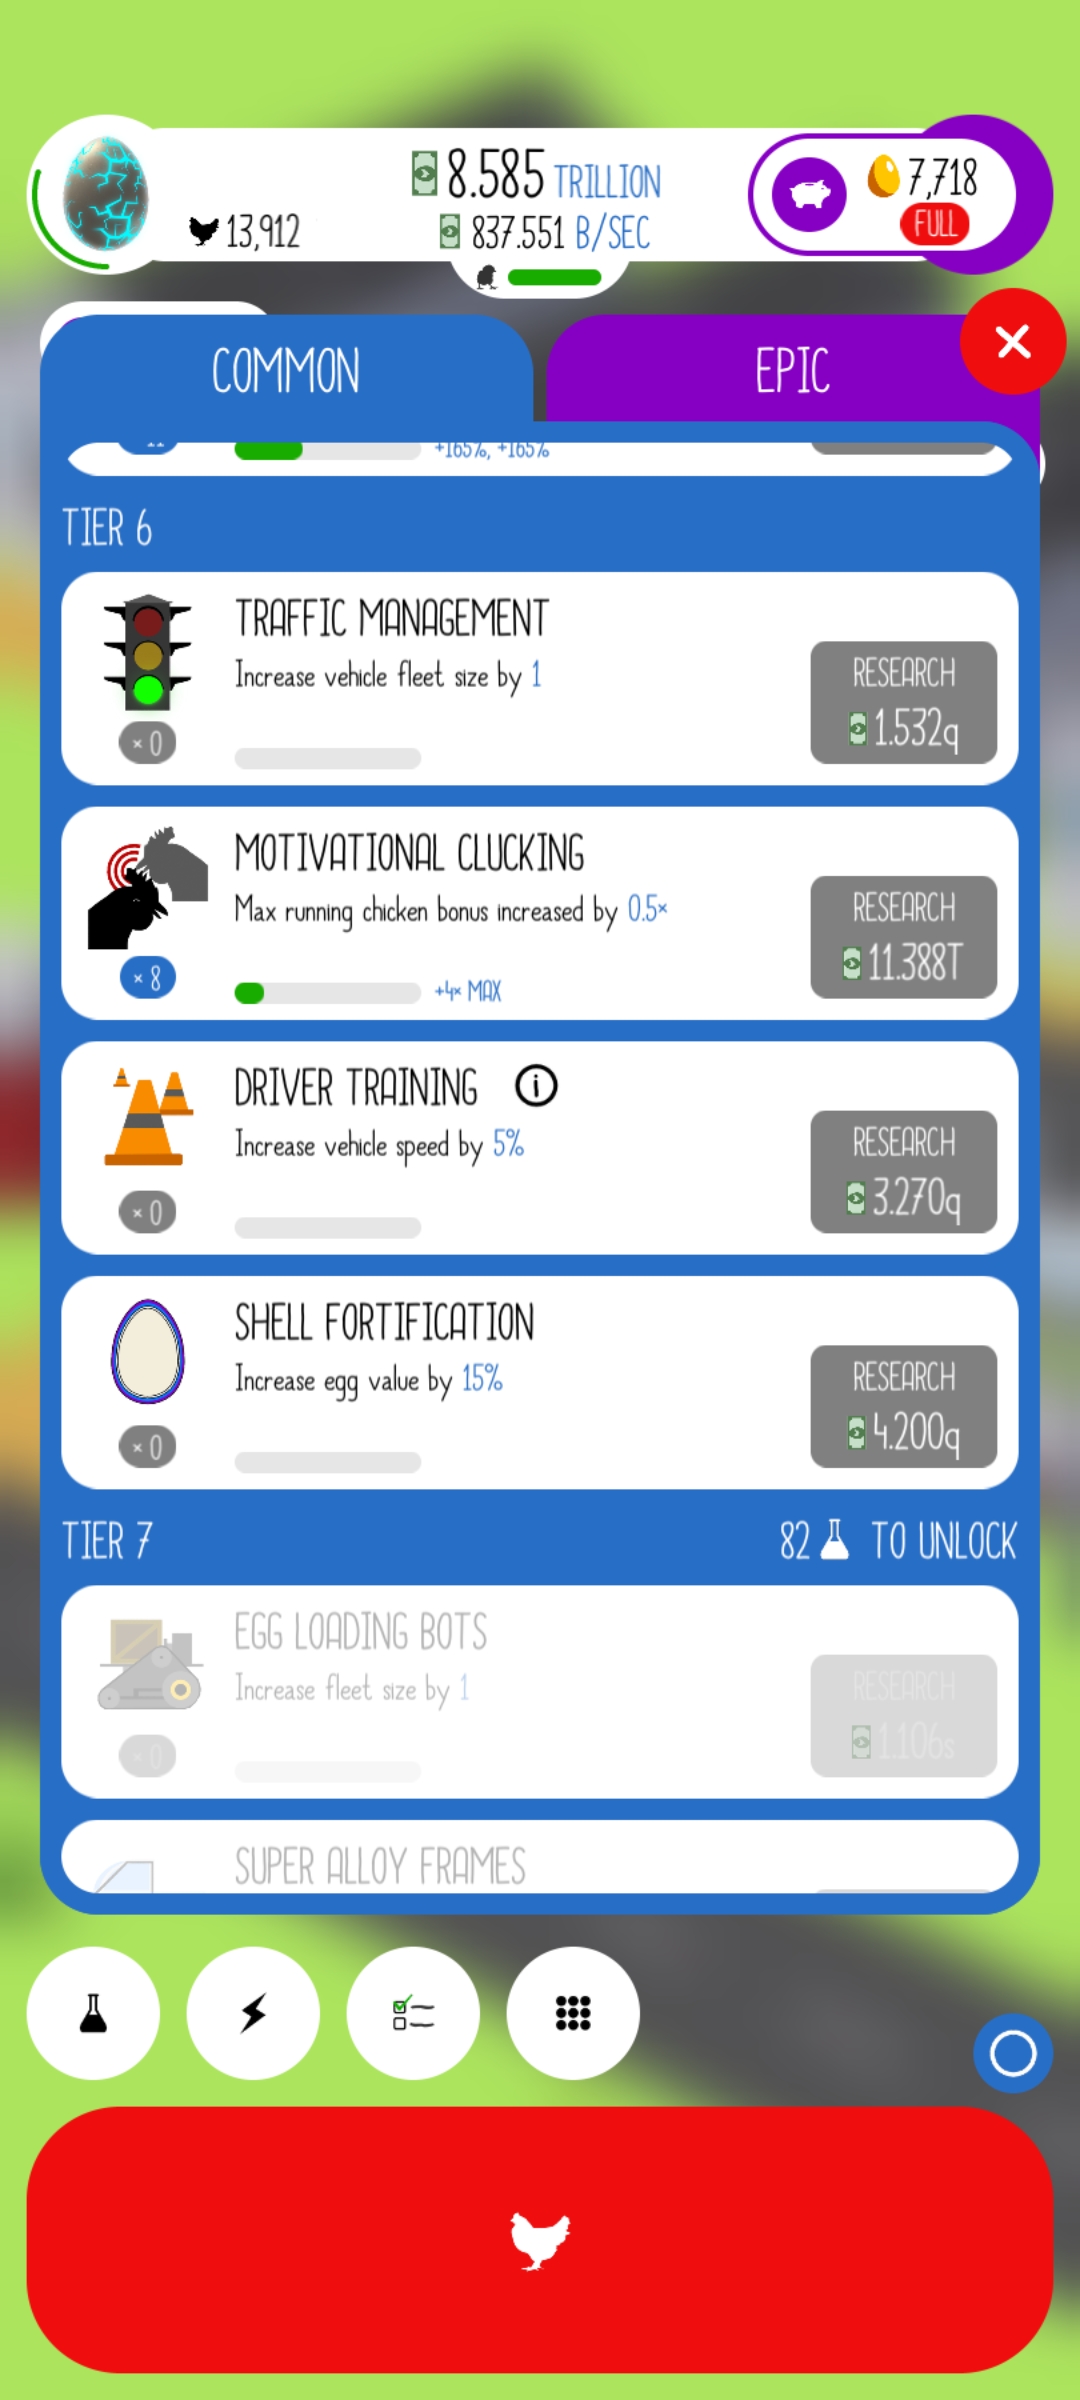 8.585 TRILLION
7,718
13,912
837.551 B/SEC
FULL
COMMON
EPIC
11
+165%, +165%
TIER 6
TRAFFIC MANAGEMENT
Increase vehicle fleet size by 1
RESEARCH
1.532q
× 0
MOTIVATIONAL CLUCKING
Max running chicken bonus increased by 0.5×
RESEARCH
11.388T
× 8
+4× MAX
DRIVER TRAINING i
Increase vehicle speed by 5%
RESEARCH
3.270q
× 0
SHELL FORTIFICATION
Increase egg value by 15%
RESEARCH
4.200q
× 0
TIER 7
82 TO UNLOCK
EGG LOADING BOTS
Increase fleet size by 1
RESEARCH
1.106s
× 0
SUPER ALLOY FRAMES